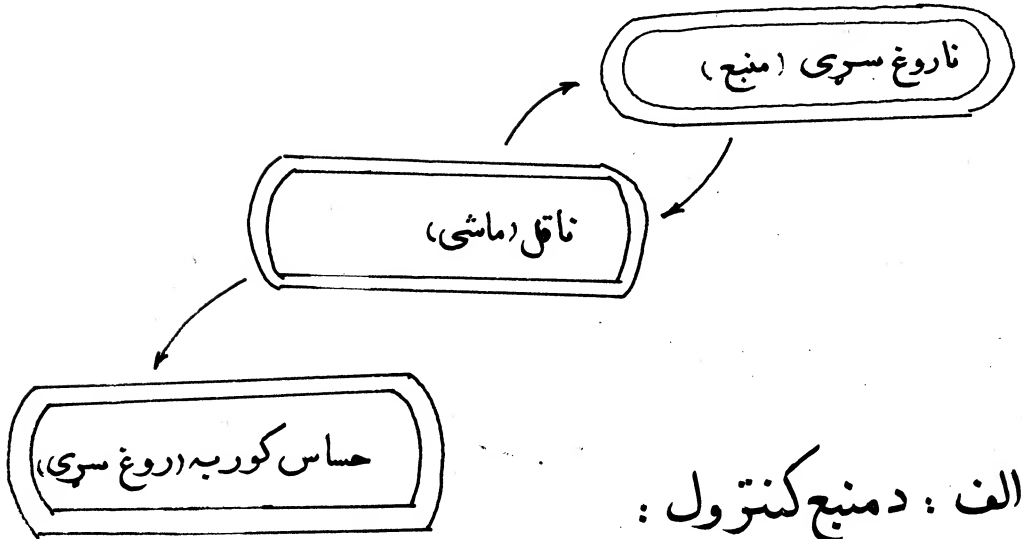 ناروغ سړی (منبع)
ناقل (ماشی)
حساس کوربه (روغ سړی)
الف : د منبع کنترول :